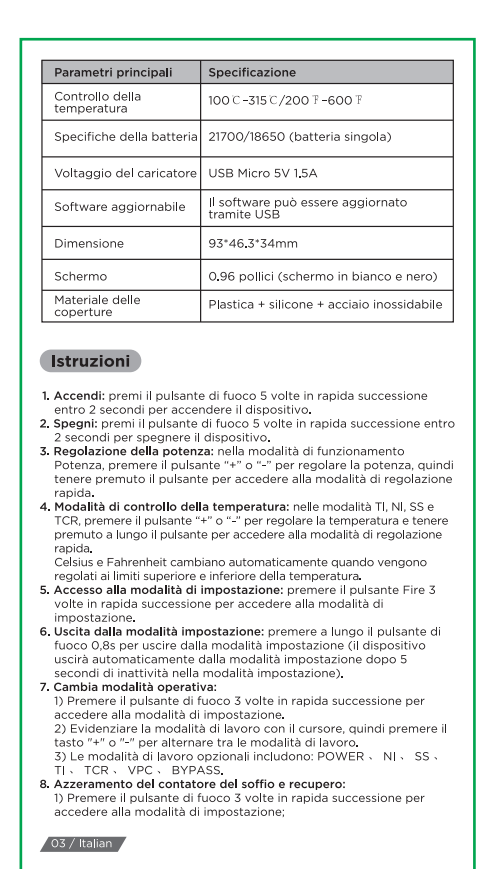 Parametri principali Specificazione
Controllo della temperatura 100℃-315℃/200℉-600℉
Specifiche della batteria 21700/18650 (batteria singola)
Voltaggio del caricatore USB Micro 5V 1.5A
Software aggiornabile Il software può essere aggiornato tramite USB
Dimensione 93*46.3*34mm
Schermo 0.96 pollici (schermo in bianco e nero)
Materiale delle coperture Plastica + silicone + acciaio inossidabile
Istruzioni
1. Accendi: premi il pulsante di fuoco 5 volte in rapida successione
entro 2 secondi per accendere il dispositivo.
2. Spegni: premi il pulsante di fuoco 5 volte in rapida successione entro
2 secondi per spegnere il dispositivo.
3. Regolazione della potenza: nella modalità di funzionamento
Potenza, premere il pulsante “+” o “-” per regolare la potenza, quindi
tenere premuto il pulsante per accedere alla modalità di regolazione
rapida.
4. Modalità di controllo della temperatura: nelle modalità TI, NI, SS e
TCR, premere il pulsante “+” o “-” per regolare la temperatura e tenere
premuto a lungo il pulsante per accedere alla modalità di regolazione
rapida.
Celsius e Fahrenheit cambiano automaticamente quando vengono
regolati ai limiti superiore e inferiore della temperatura.
5. Accesso alla modalità di impostazione: premere il pulsante Fire 3
volte in rapida successione per accedere alla modalità di
impostazione.
6. Uscita dalla modalità impostazione: premere a lungo il pulsante di
fuoco 0,8s per uscire dalla modalità impostazione (il dispositivo
uscirà automaticamente dalla modalità impostazione dopo 5
secondi di inattività nella modalità impostazione).
7. Cambia modalità operativa:
1) Premere il pulsante di fuoco 3 volte in rapida successione per
accedere alla modalità di impostazione.
2) Evidenziare la modalità di lavoro con il cursore, quindi premere il
tasto "+" o "-" per alternare tra le modalità di lavoro.
3) Le modalità di lavoro opzionali includono: POWER 、 NI 、 SS 、
TI 、 TCR 、 VPC 、 BYPASS.
8. Azzeramento del contatore del soffio e recupero:
1) Premere il pulsante di fuoco 3 volte in rapida successione per
accedere alla modalità di impostazione;
03 / Italian